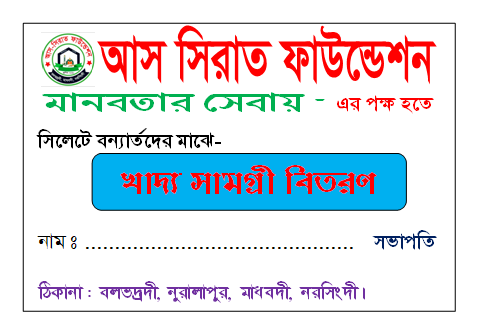 আস সিরাত ফাউন্ডেশন
মানবতার সেবায় - এর পক্ষ হতে
সিলেটে বন্যার্তদের মাঝে-
খাদ্য সামগ্রী বিতরণ
নাম ঃ ............................................. সভাপতি
ঠিকানা : বলভদ্রদী, নুরালাপুর, মাধবদী, নরসিংদী।